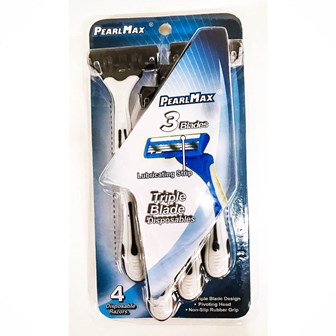 PEARLMAX
PEARLMAX
3 Blades
Lubricating Strip
Triple
Blade
Disposables
4
Disposable
Razors
Triple Blade Design
• Pivoting Head
• Non-Slip Rubber Grip